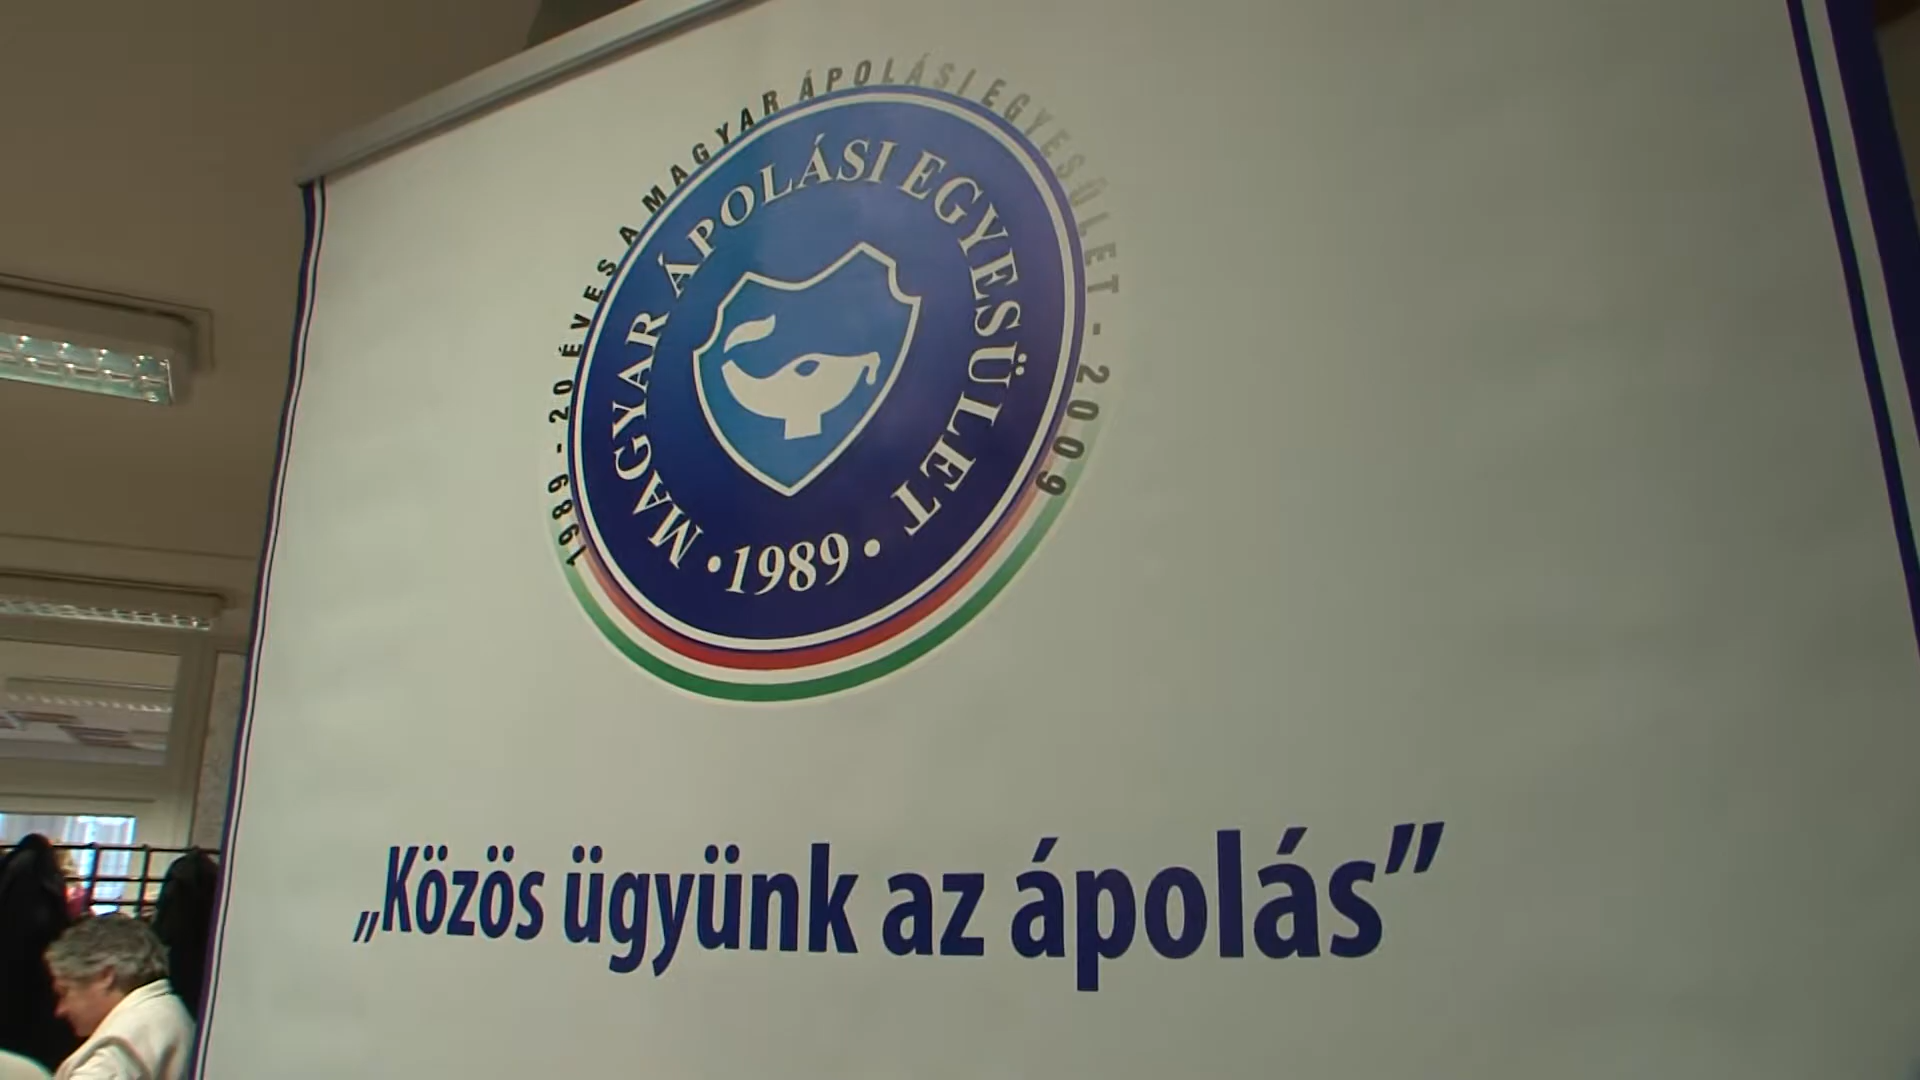 1989 - 20 ÉVES A MAGYAR ÁPOLÁSI EGYESÜLET - 2009
MAGYAR ÁPOLÁSI EGYESÜLET
• 1989 •
„Közös ügyünk az ápolás”